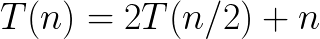 T(n) = 2T(n/2) + n